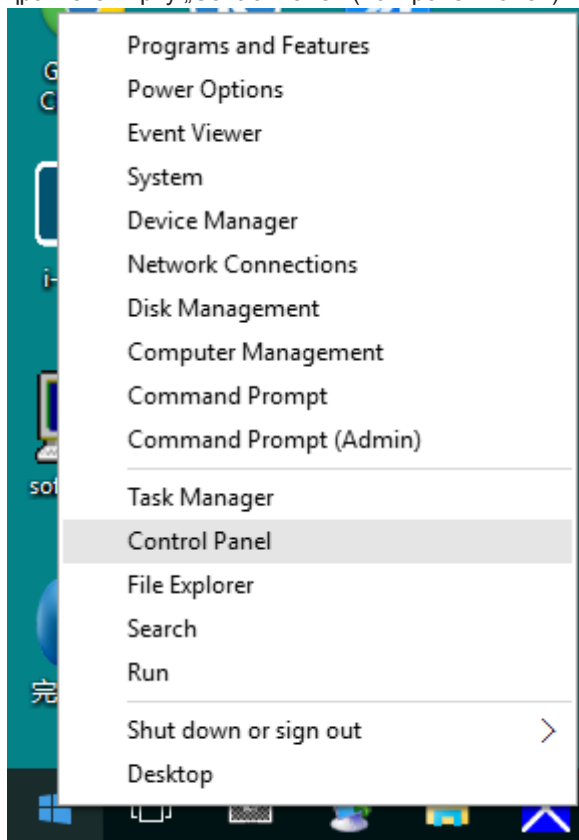 Programs and Features
Power Options
Event Viewer
System
Device Manager
Network Connections
Disk Management
Computer Management
Command Prompt
Command Prompt (Admin)
Task Manager
Control Panel
File Explorer
Search
Run
Shut down or sign out
Desktop